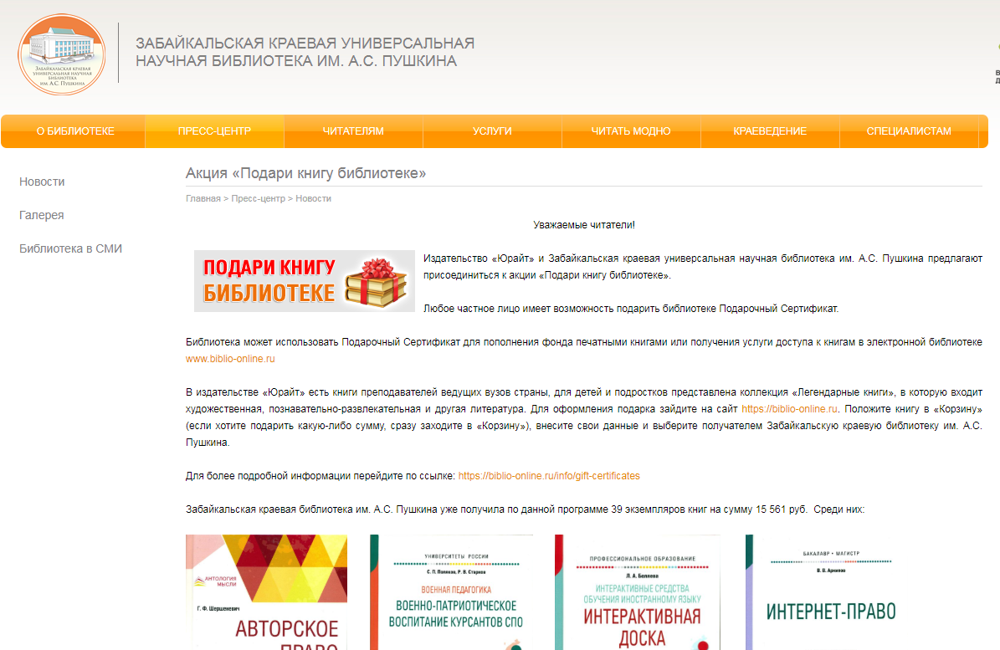 ЗАБАЙКАЛЬСКАЯ КРАЕВАЯ
УНИВЕРСАЛЬНАЯ НАУЧНАЯ
БИБЛИОТЕКА
ИМ. А.С ПУШКИНА
ЗАБАЙКАЛЬСКАЯ КРАЕВАЯ УНИВЕРСАЛЬНАЯ
НАУЧНАЯ БИБЛИОТЕКА ИМ. А.С. ПУШКИНА
О БИБЛИОТЕКЕ ПРЕСС-ЦЕНТР ЧИТАТЕЛЯМ УСЛУГИ ЧИТАТЬ МОДНО КРАЕВЕДЕНИЕ СПЕЦИАЛИСТАМ
Новости
Галерея
Библиотека в СМИ
Акция «Подари книгу библиотеке»
Главная > Пресс-центр > Новости
Уважаемые читатели!
ПОДАРИ КНИГУ
БИБЛИОТЕКЕ
Издательство «Юрайт» и Забайкальская краевая универсальная научная библиотека им. А.С. Пушкина предлагают
присоединиться к акции «Подари книгу библиотеке».
Любое частное лицо имеет возможность подарить библиотеке Подарочный Сертификат.
Библиотека может использовать Подарочный Сертификат для пополнения фонда печатными книгами или получения услуги доступа к книгам в электронной библиотеке
www.biblio-online.ru
В издательстве «Юрайт» есть книги преподавателей ведущих вузов страны, для детей и подростков представлена коллекция «Легендарные книги», в которую входит
художественная, познавательно-развлекательная и другая литература. Для оформления подарка зайдите на сайт https://biblio-online.ru. Положите книгу в «Корзину»
(если хотите подарить какую-либо сумму, сразу заходите в «Корзину»), внесите свои данные и выберите получателем Забайкальскую краевую библиотеку им. А.С.
Пушкина.
Для более подробной информации перейдите по ссылке: https://biblio-online.ru/info/gift-certificates
Забайкальская краевая библиотека им. А.С. Пушкина уже получила по данной программе 39 экземпляров книг на сумму 15 561 руб. Среди них:
АНТОЛОГИЯ
МЫСЛИ
Г. Ф. Шершеневич
АВТОРСКОЕ
ПРАВО
УНИВЕРСИТЕТЫ РОССИИ
С. П. Поляков, Р. В. Старков
ВОЕННАЯ ПЕДАГОГИКА
ВОЕННО-ПАТРИОТИЧЕСКОЕ
ВОСПИТАНИЕ КУРСАНТОВ СПО
ПРОФЕССИОНАЛЬНОЕ ОБРАЗОВАНИЕ
Л. А. Беляева
ИНТЕРАКТИВНЫЕ СРЕДСТВА
ОБУЧЕНИЯ ИНОСТРАННОМУ ЯЗЫКУ
ИНТЕРАКТИВНАЯ
ДОСКА
БАКАЛАВР • МАГИСТР
В. В. Архипов
ИНТЕРНЕТ-ПРАВО